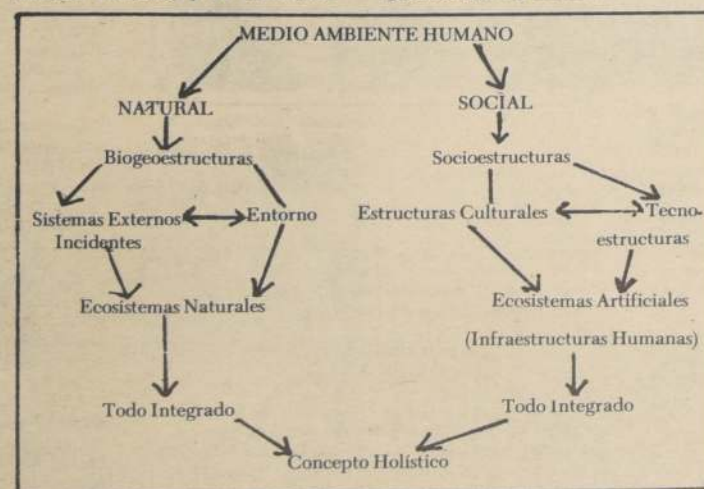 MEDIO AMBIENTE HUMANO
NATURAL
SOCIAL
Biogeoestructuras
Socioestructuras
Sistemas Externos
Incidentes
Entorno
Estructuras Culturales
Tecno-
estructuras
Ecosistemas Naturales
Ecosistemas Artificiales
(Infraestructuras Humanas)
Todo Integrado
Todo Integrado
Concepto Holístico